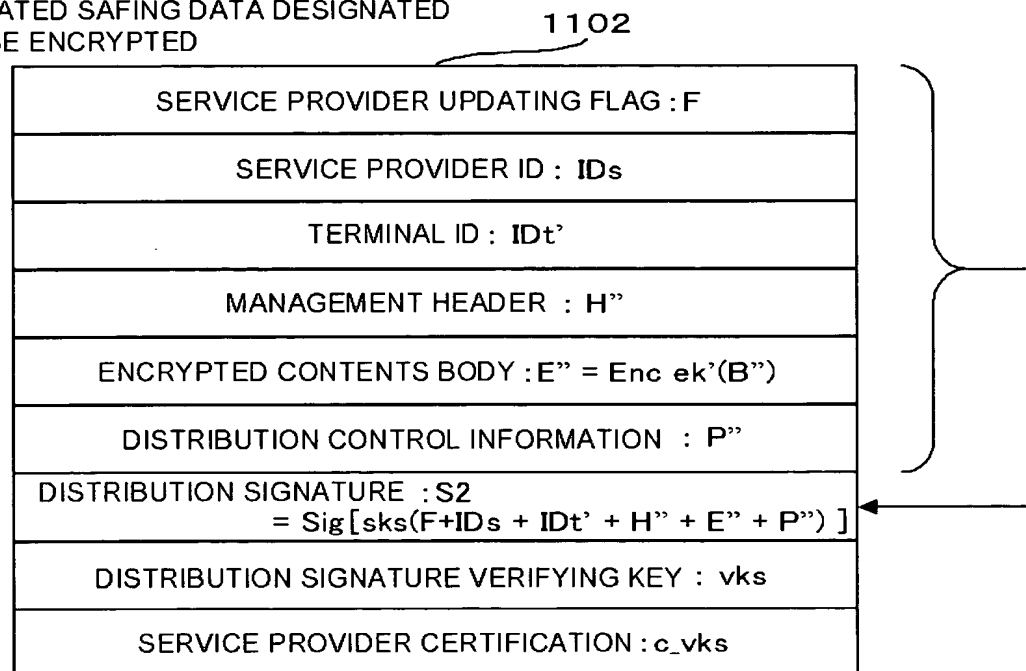 ATED SAFING DATA DESIGNATED
E ENCRYPTED
1102
SERVICE PROVIDER UPDATING FLAG : F
SERVICE PROVIDER ID : IDs
TERMINAL ID : IDt’
MANAGEMENT HEADER : H”
ENCRYPTED CONTENTS BODY : E” = Enc ek’(B”)
DISTRIBUTION CONTROL INFORMATION : P”
DISTRIBUTION SIGNATURE : S2
= Sig[sks(F+IDs + IDt’ + H” + E” + P”) ]
DISTRIBUTION SIGNATURE VERIFYING KEY : vks
SERVICE PROVIDER CERTIFICATION : c_vks